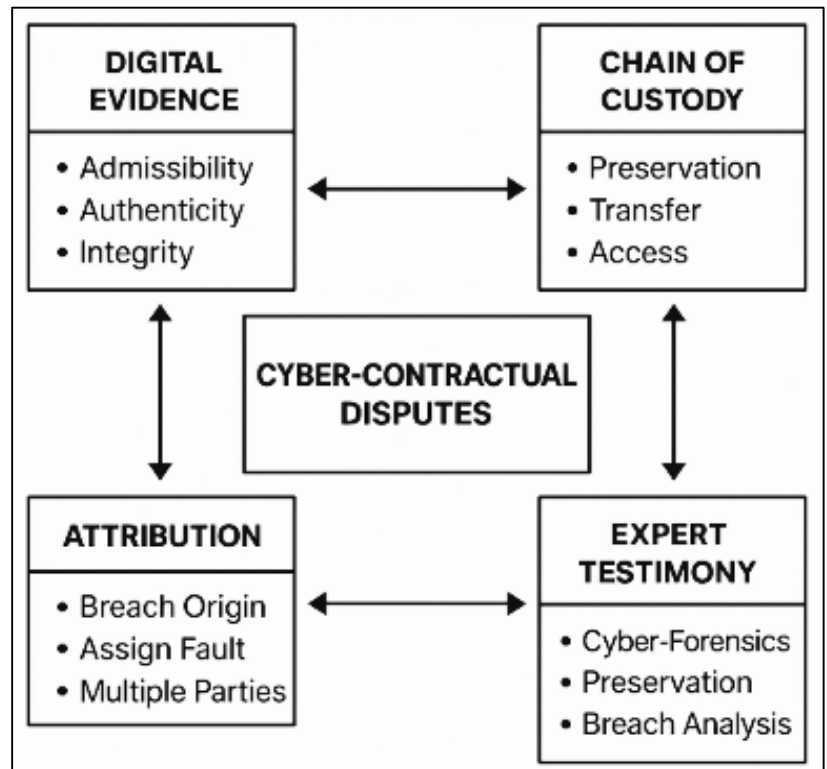 DIGITAL
EVIDENCE
• Admissibility
• Authenticity
• Integrity
CHAIN OF
CUSTODY
• Preservation
• Transfer
• Access
CYBER-CONTRACTUAL
DISPUTES
ATTRIBUTION
• Breach Origin
• Assign Fault
• Multiple Parties
EXPERT
TESTIMONY
• Cyber-Forensics
• Preservation
• Breach Analysis